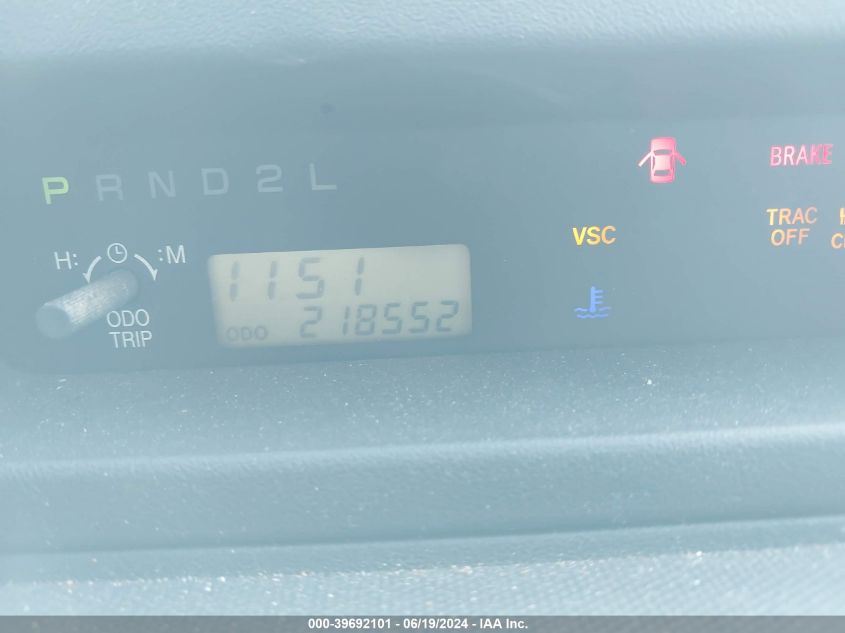 P R N D 2 L
BRAKE
H: :M
1151
VSC
TRAC
OFF
ODO
TRIP
ODO 218552
000-39692101 - 06/19/2024 - IAA Inc.